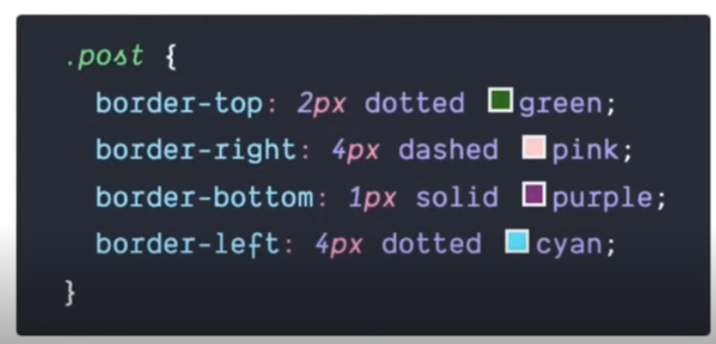 .post {
border-top: 2px dotted green;
border-right: 4px dashed pink;
border-bottom: 1px solid purple;
border-left: 4px dotted cyan;
}